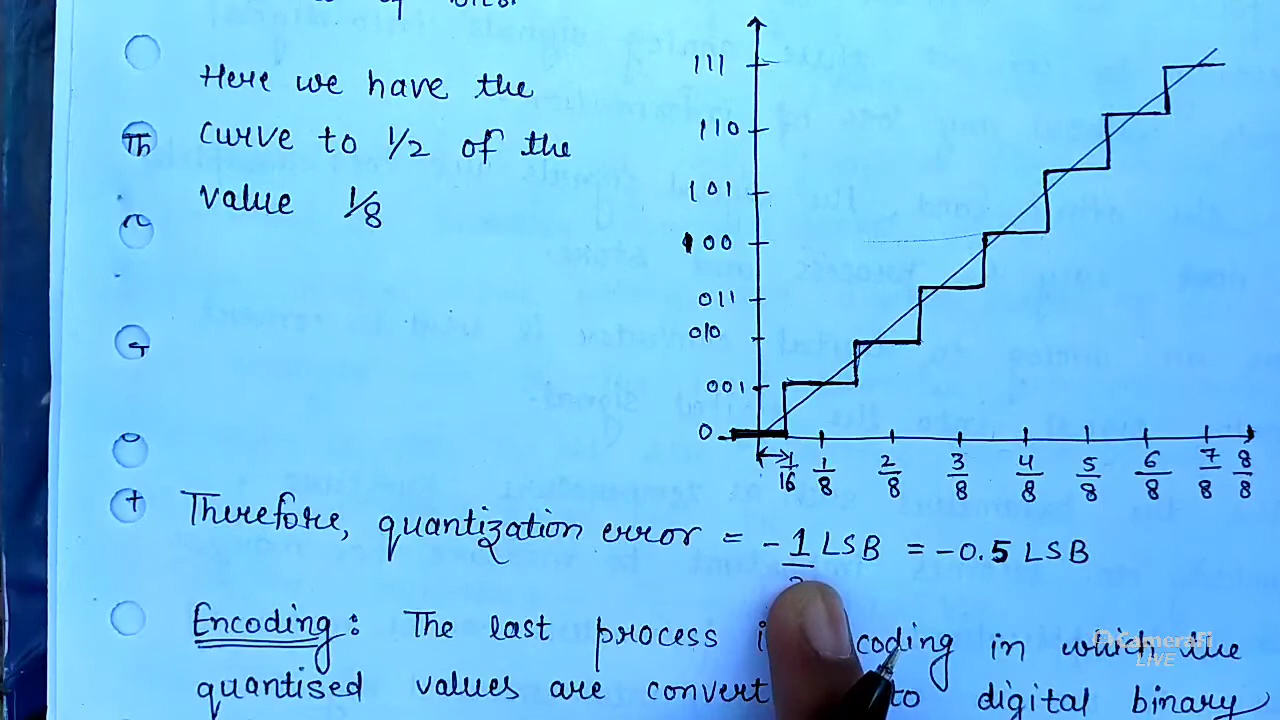 Here we have the
curve to 1/2 of the
value 1/8
111
110
101
100
011
010
001
0
1/16 1/8 2/8 3/8 4/8 5/8 6/8 7/8 8/8
Therefore, quantization error = -1 LSB = -0.5 LSB
Encoding: The last process coding in which the
quantised values are convert to digital binary
Camerafi
LIVE